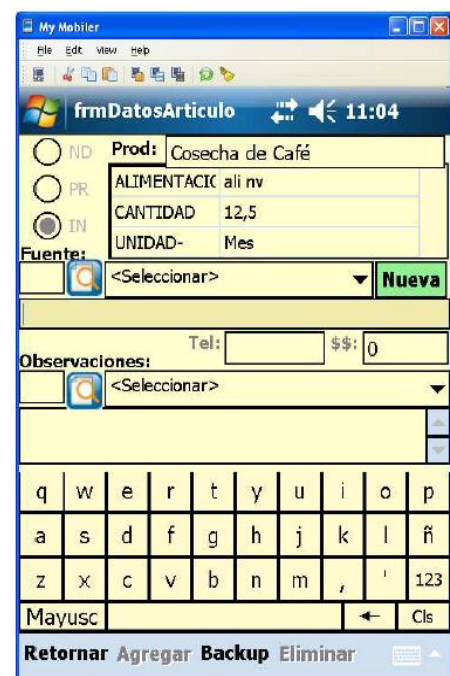 My Mobiler
File Edt View Help
frmDatosArticulo 11:04
ND Prod: Cosecha de Café
PR ALIMENTACIC ali nv
CANTIDAD 12,5
IN
UNIDAD- Mes
Fuente:
<Seleccionar> Nueva
Tel: $$: 0
Observaciones:
<Seleccionar>
q w e r t y u i o p
a s d f g h j k l ñ
z x c v b n m , ' 123
Mayusc ← Cls
Retornar Agregar Backup Eliminar